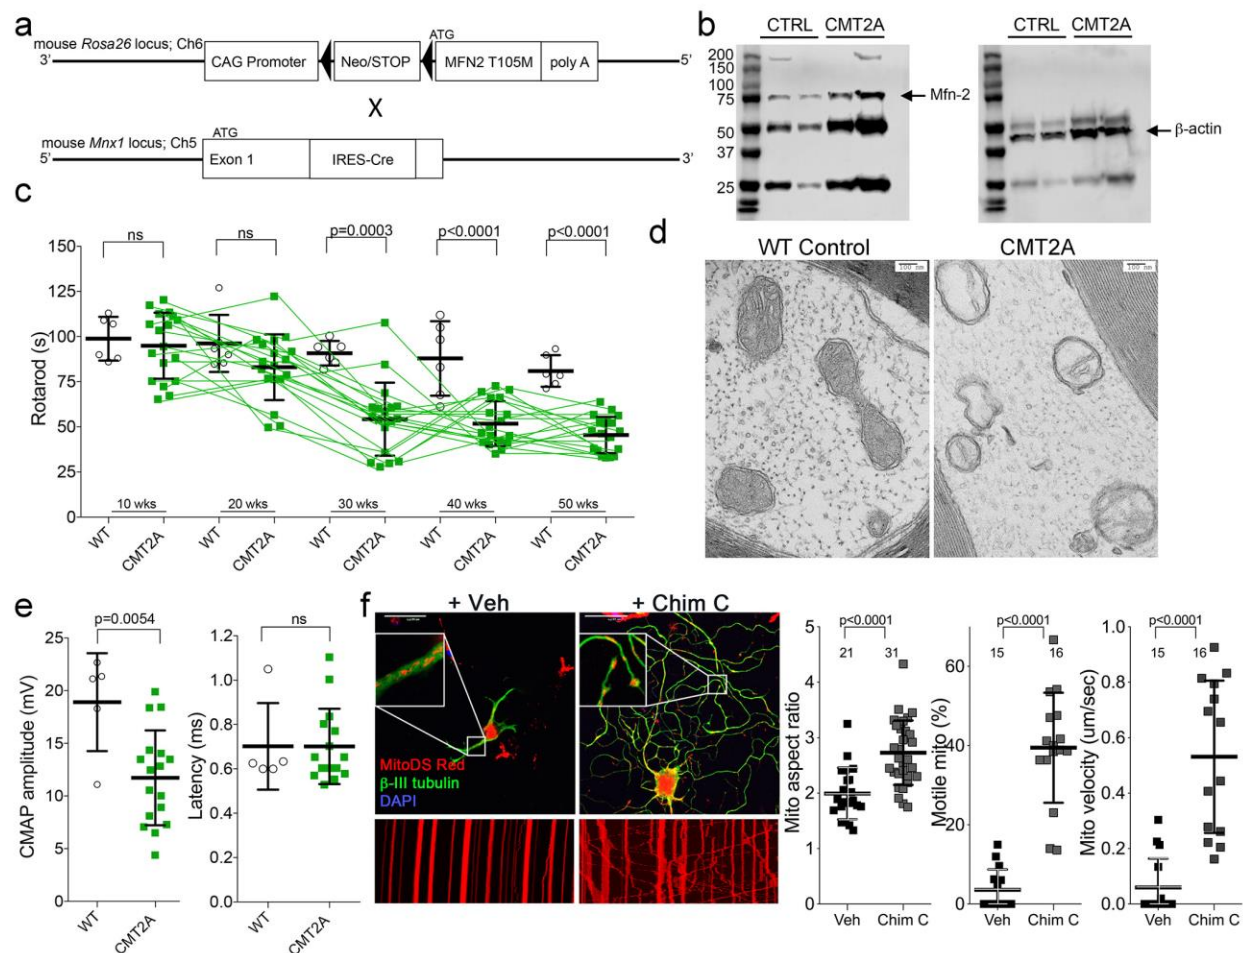 a
mouse Rosa26 locus; Ch6
3'
CAG Promoter
Neo/STOP
ATG
MFN2 T105M
poly A
5'
X
mouse Mnx1 locus; Ch5
5'
ATG
Exon 1
IRES-Cre
3'
b
CTRL CMT2A
200
150
100
75
50
37
25
Mfn-2
CTRL CMT2A
β-actin
c
Rotarod (s)
150
125
100
75
50
25
0
ns
ns
p=0.0003
p<0.0001
p<0.0001
10 wks
20 wks
30 wks
40 wks
50 wks
WT
CMT2A
WT
CMT2A
WT
CMT2A
WT
CMT2A
WT
CMT2A
d
WT Control
CMT2A
100 nm
100 nm
e
p=0.0054
CMAP amplitude (mV)
25
20
15
10
5
0
WT
CMT2A
ns
Latency (ms)
1.2
1.0
0.8
0.6
0.4
0.2
0.0
WT
CMT2A
f
+ Veh
+ Chim C
MitoDS Red
β-III tubulin
DAPI
Mito aspect ratio
5
4
3
2
1
0
p<0.0001
21
31
Veh
Chim C
Motile mito (%)
60
40
20
0
p<0.0001
15
16
Veh
Chim C
Mito velocity (um/sec)
1.0
0.8
0.6
0.4
0.2
0.0
p<0.0001
15
16
Veh
Chim C